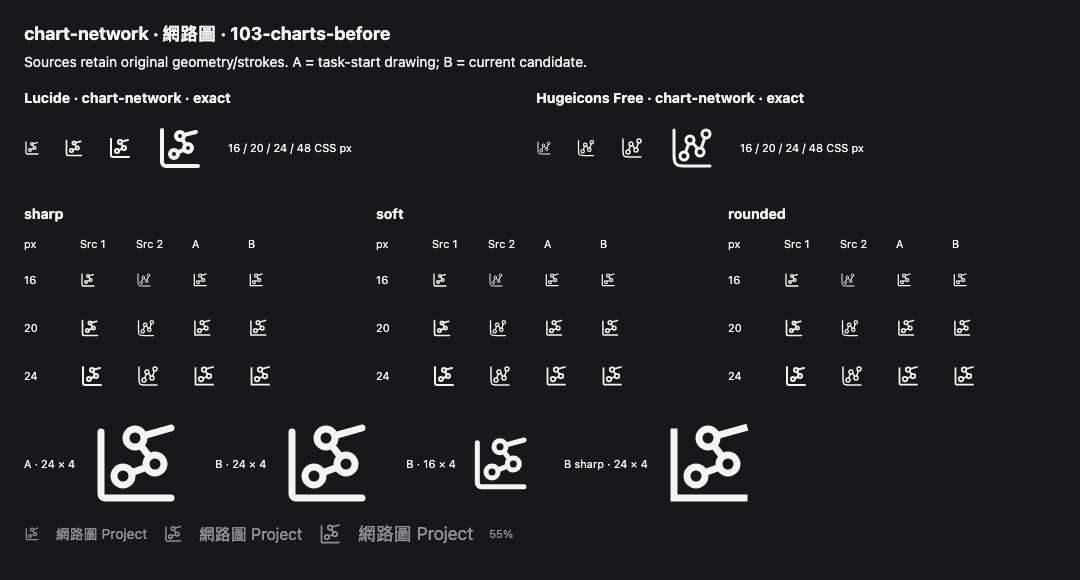 chart-network · 網路圖 · 103-charts-before
Sources retain original geometry/strokes. A = task-start drawing; B = current candidate.
Lucide · chart-network · exact
Hugeicons Free · chart-network · exact
16 / 20 / 24 / 48 CSS px
16 / 20 / 24 / 48 CSS px
sharp
soft
rounded
px Src 1 Src 2 A B
px Src 1 Src 2 A B
px Src 1 Src 2 A B
16
16
16
20
20
20
24
24
24
A · 24 × 4
B · 24 × 4
B · 16 × 4
B sharp · 24 × 4
網路圖 Project
網路圖 Project
網路圖 Project
55%